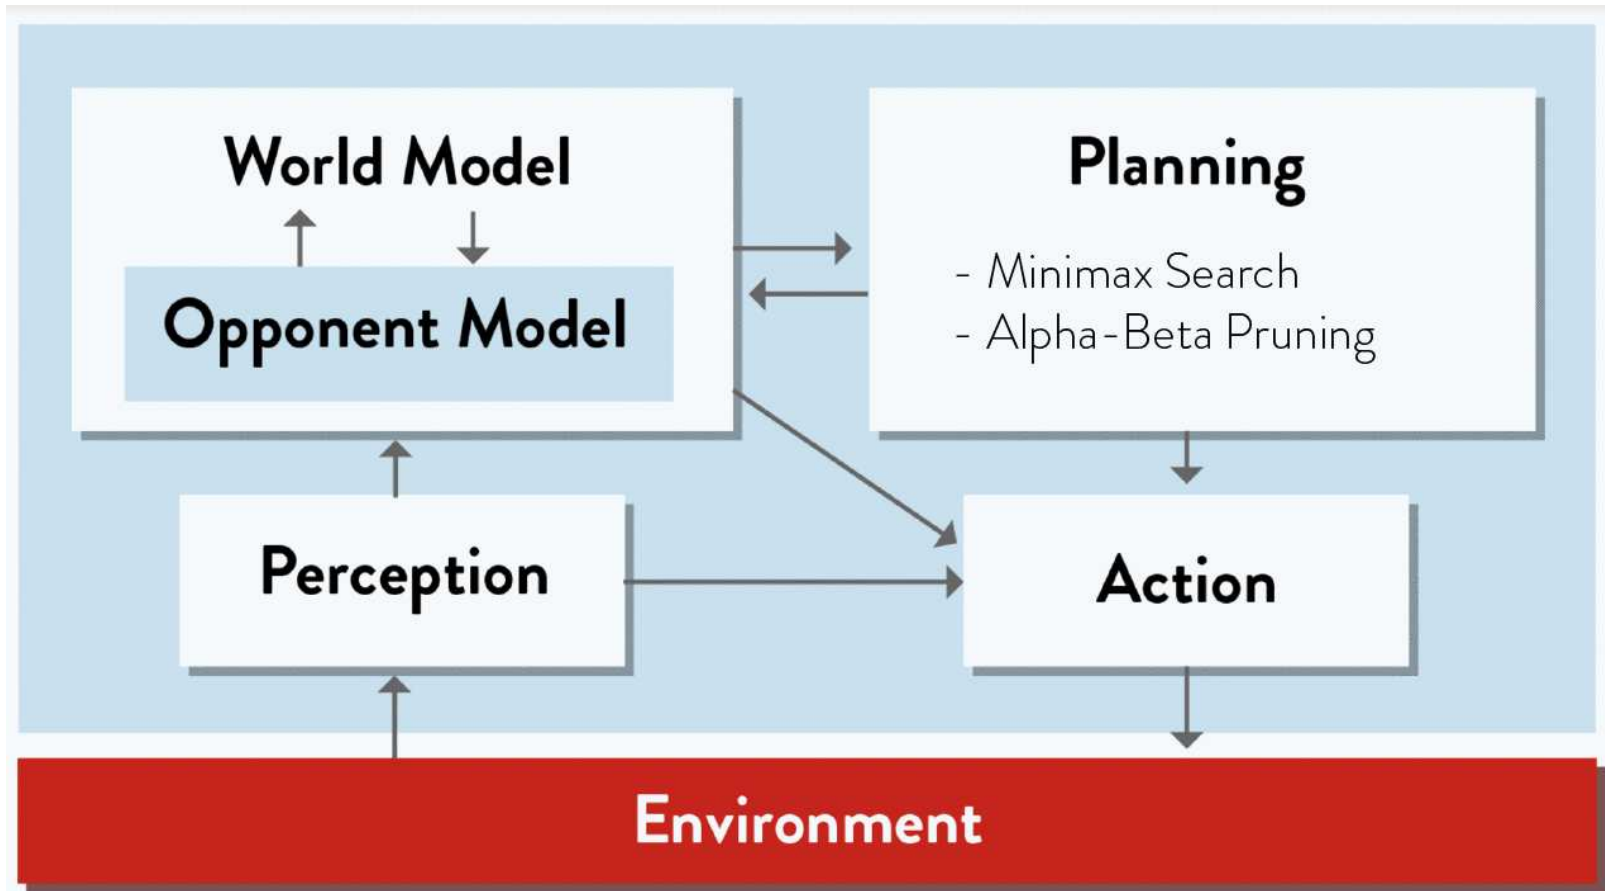 World Model
Opponent Model
Planning
- Minimax Search
- Alpha-Beta Pruning
Perception
Action
Environment